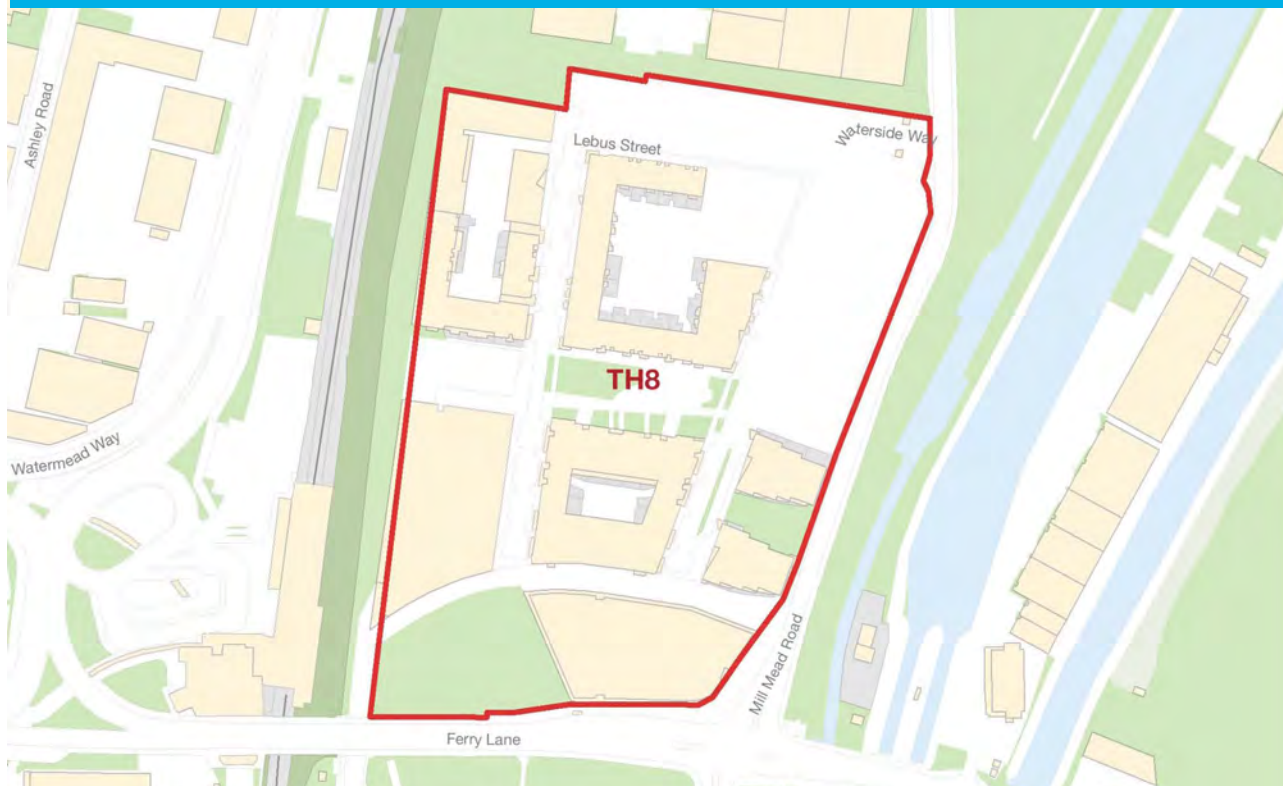 Ashley Road
Lebus Street
Waterside Way
TH8
Watermead Way
Mill Mead Road
Ferry Lane